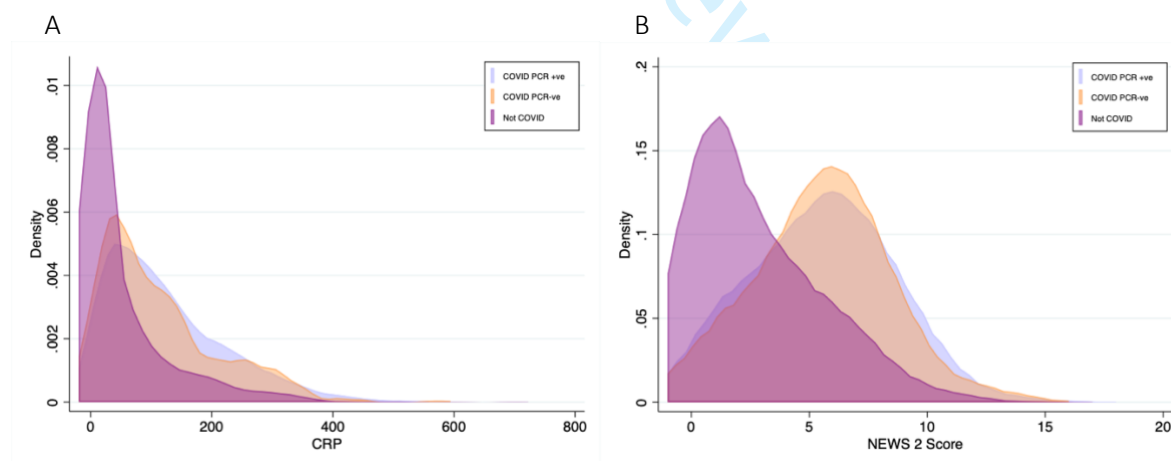 A
B
COVID PCR +ve
COVID PCR-ve
Not COVID
.01
.008
.006
.004
.002
0
Density
0 200 400 600 800
CRP
COVID PCR +ve
COVID PCR-ve
Not COVID
.2
.15
.1
.05
0
Density
0 5 10 15 20
NEWS 2 Score